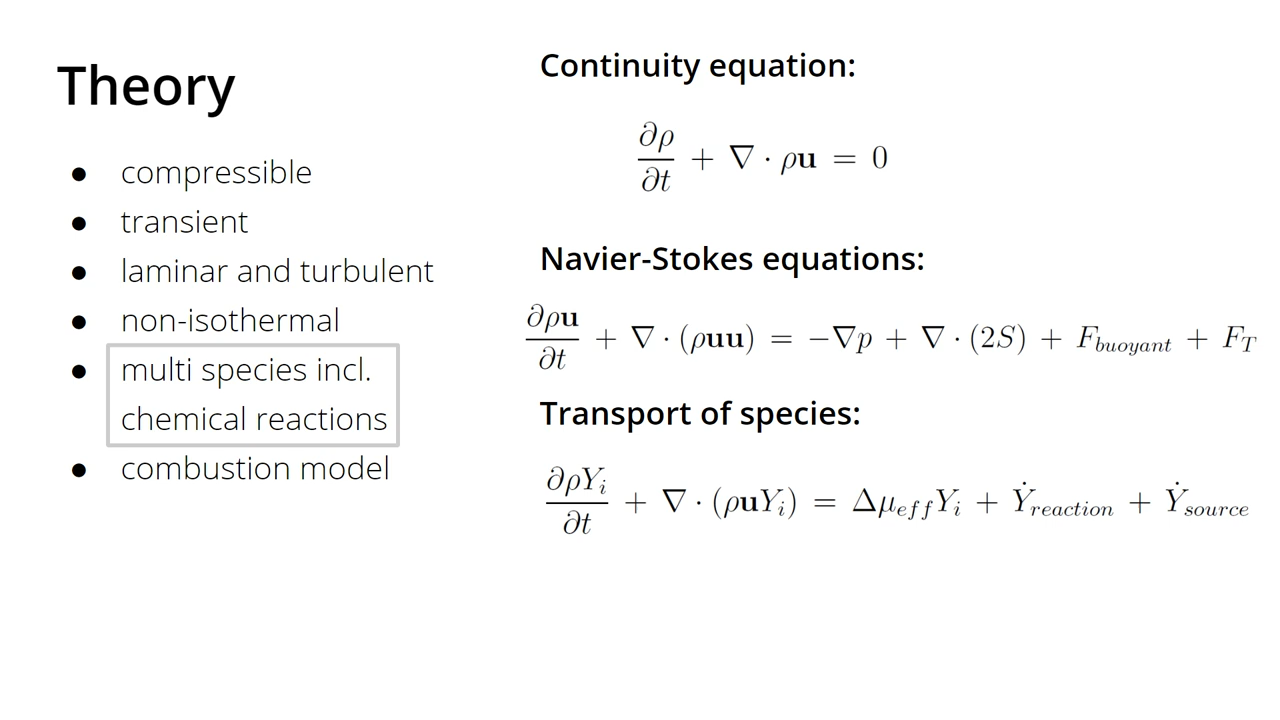 Theory
● compressible
● transient
● laminar and turbulent
● non-isothermal
● multi species incl.
chemical reactions
● combustion model
Continuity equation:
∂ρ/∂t + ∇ · ρ𝐮 = 0
Navier-Stokes equations:
∂ρ𝐮/∂t + ∇ · (ρ𝐮𝐮) = −∇p + ∇ · (2S) + F_buoyant + F_T
Transport of species:
∂ρY_i/∂t + ∇ · (ρ𝐮Y_i) = Δμ_eff Y_i + Ẏ_reaction + Ẏ_source